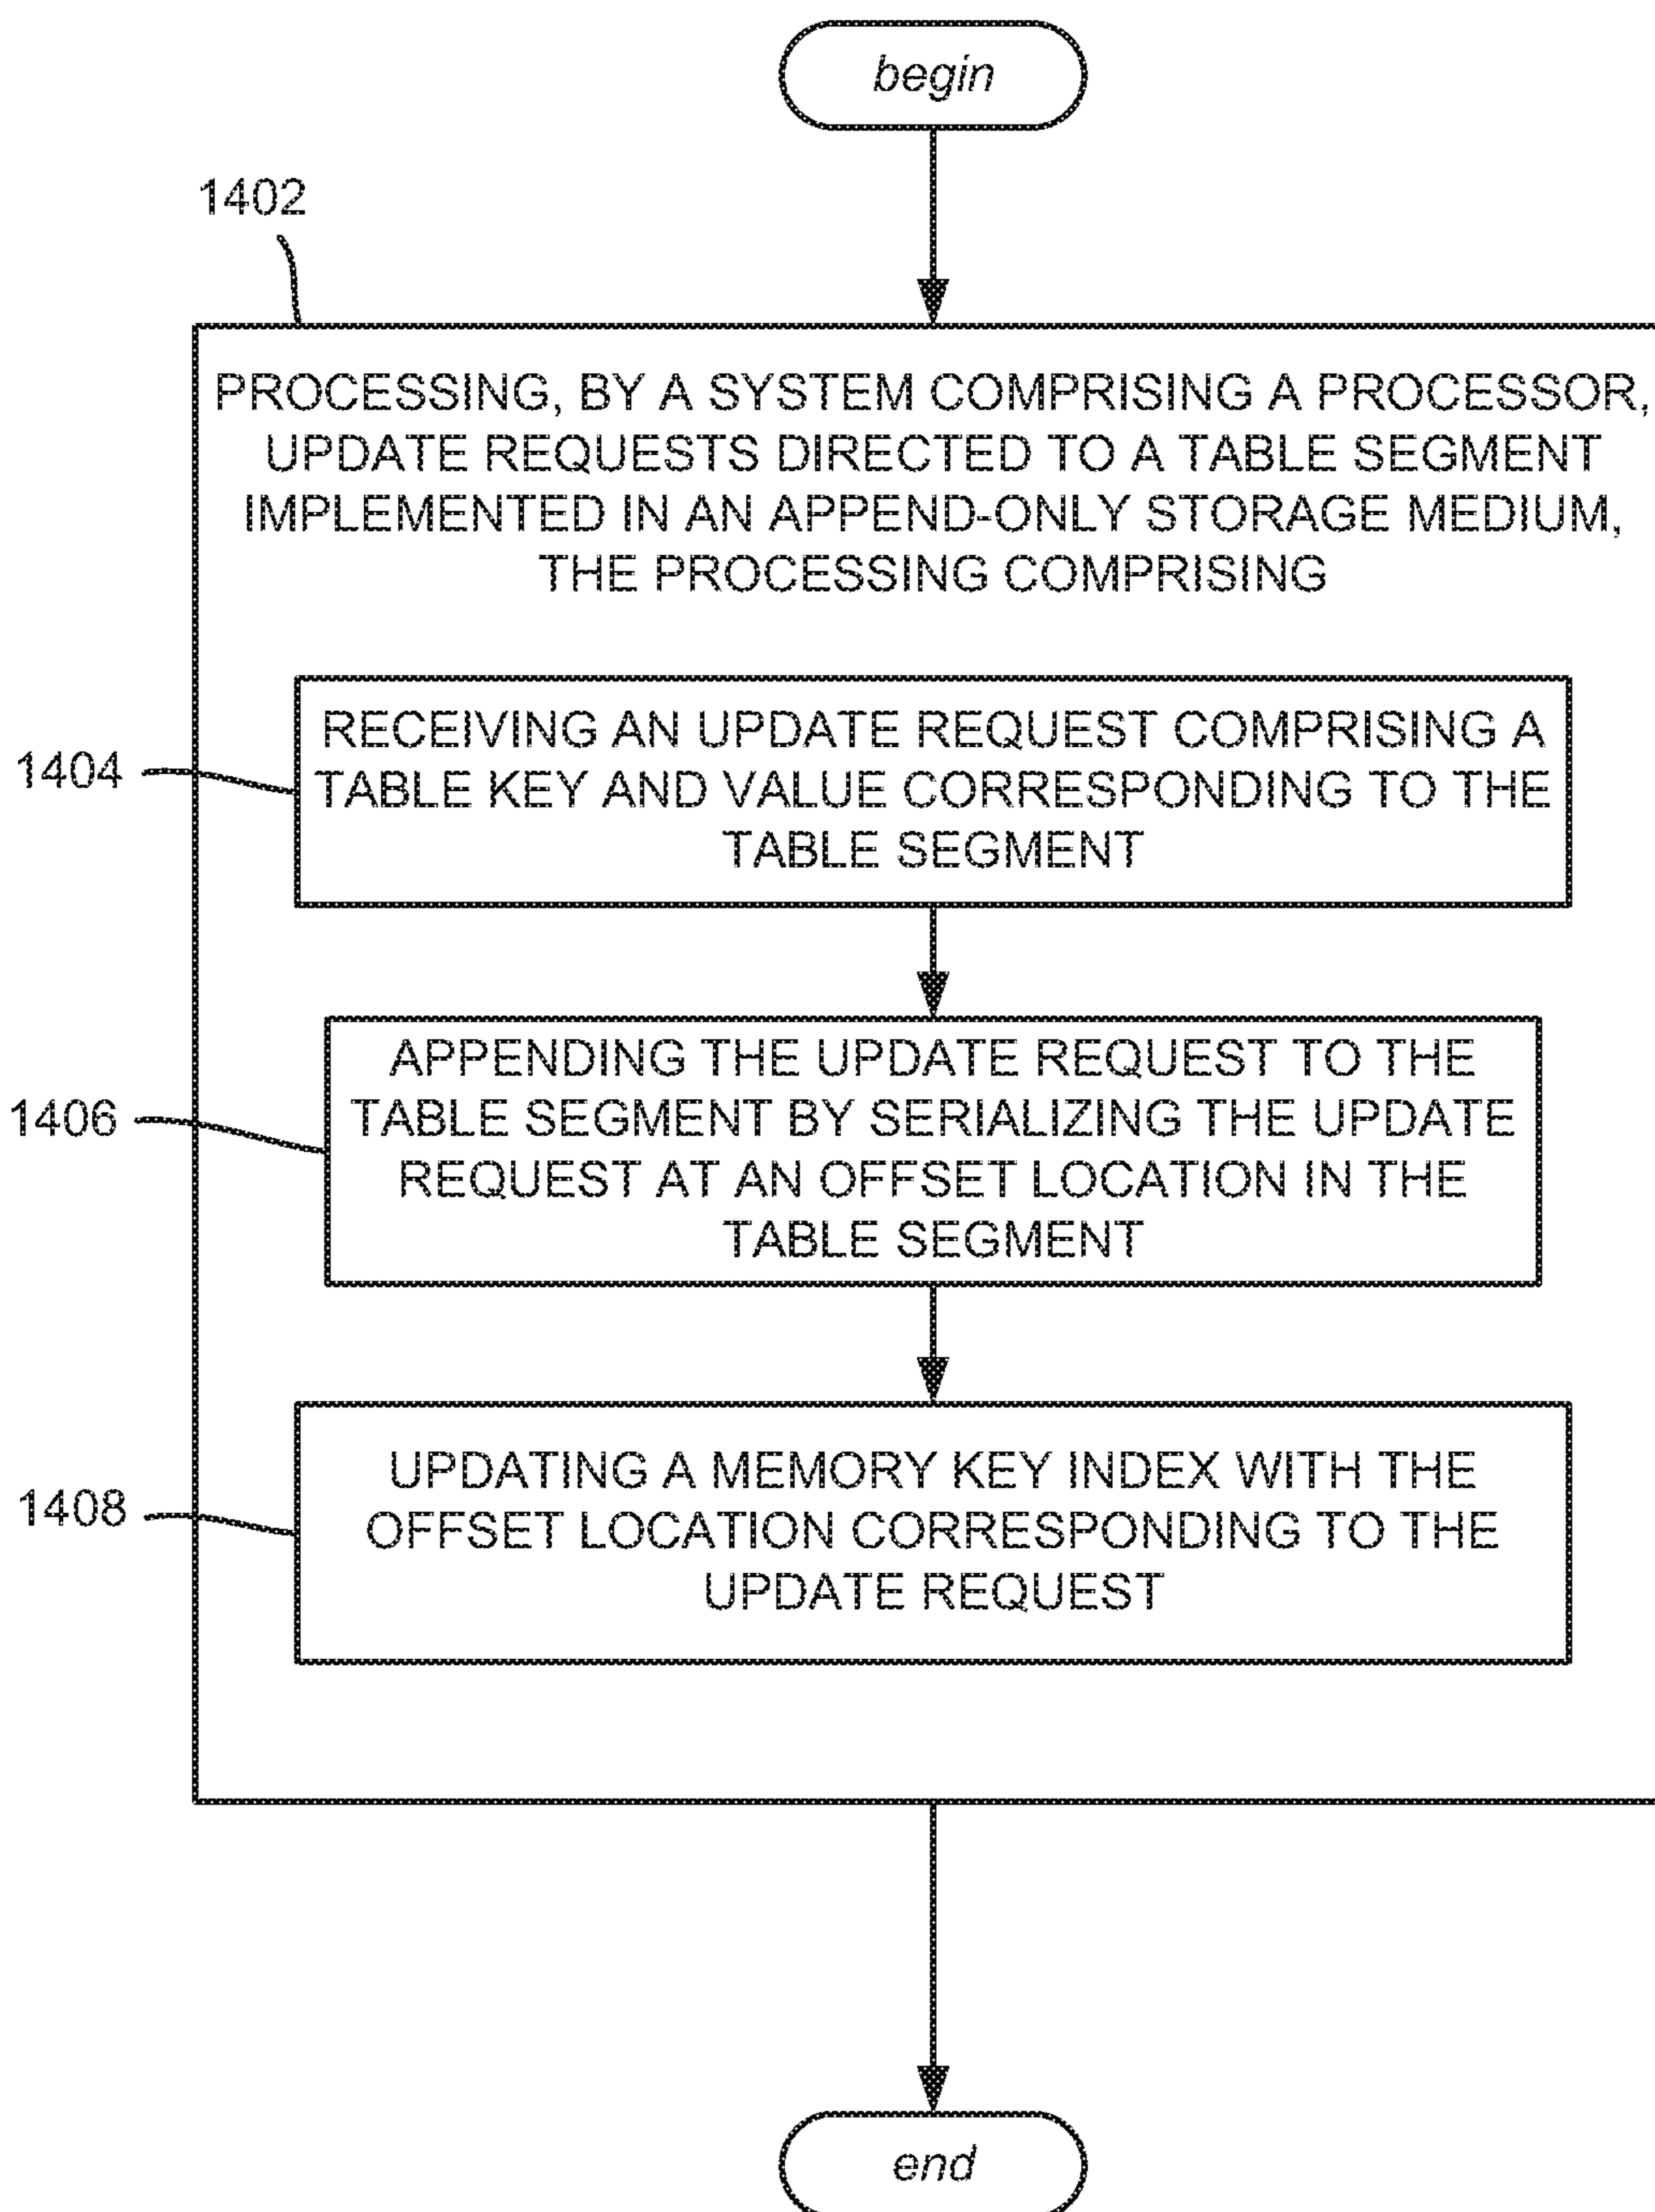 begin
1402
PROCESSING, BY A SYSTEM COMPRISING A PROCESSOR,
UPDATE REQUESTS DIRECTED TO A TABLE SEGMENT
IMPLEMENTED IN AN APPEND-ONLY STORAGE MEDIUM,
THE PROCESSING COMPRISING
1404
RECEIVING AN UPDATE REQUEST COMPRISING A
TABLE KEY AND VALUE CORRESPONDING TO THE
TABLE SEGMENT
1406
APPENDING THE UPDATE REQUEST TO THE
TABLE SEGMENT BY SERIALIZING THE UPDATE
REQUEST AT AN OFFSET LOCATION IN THE
TABLE SEGMENT
1408
UPDATING A MEMORY KEY INDEX WITH THE
OFFSET LOCATION CORRESPONDING TO THE
UPDATE REQUEST
end